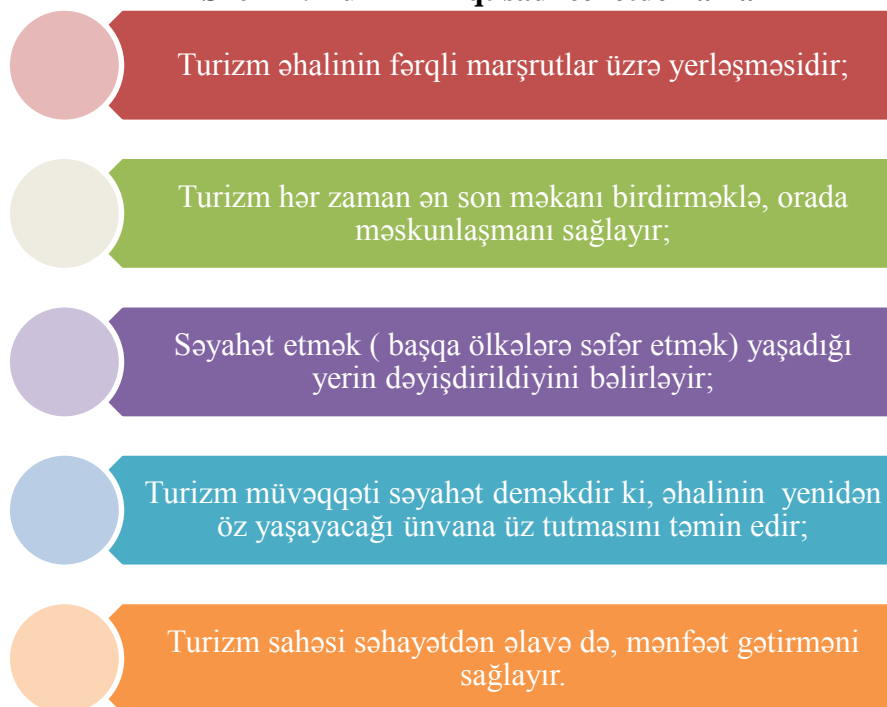 Turizm əhalinin fərqli marşrutlar üzrə yerləşməsidir;
Turizm hər zaman ən son məkanı birdirməklə, orada
məskunlaşmanı sağlayır;
Səyahət etmək ( başqa ölkələrə səfər etmək) yaşadığı
yerin dəyişdirildiyini bəlirləyir;
Turizm müvəqqəti səyahət deməkdir ki, əhalinin yenidən
öz yaşayacağı ünvana üz tutmasını təmin edir;
Turizm sahəsi səhayətdən əlavə də, mənfəət gətirməni
sağlayır.